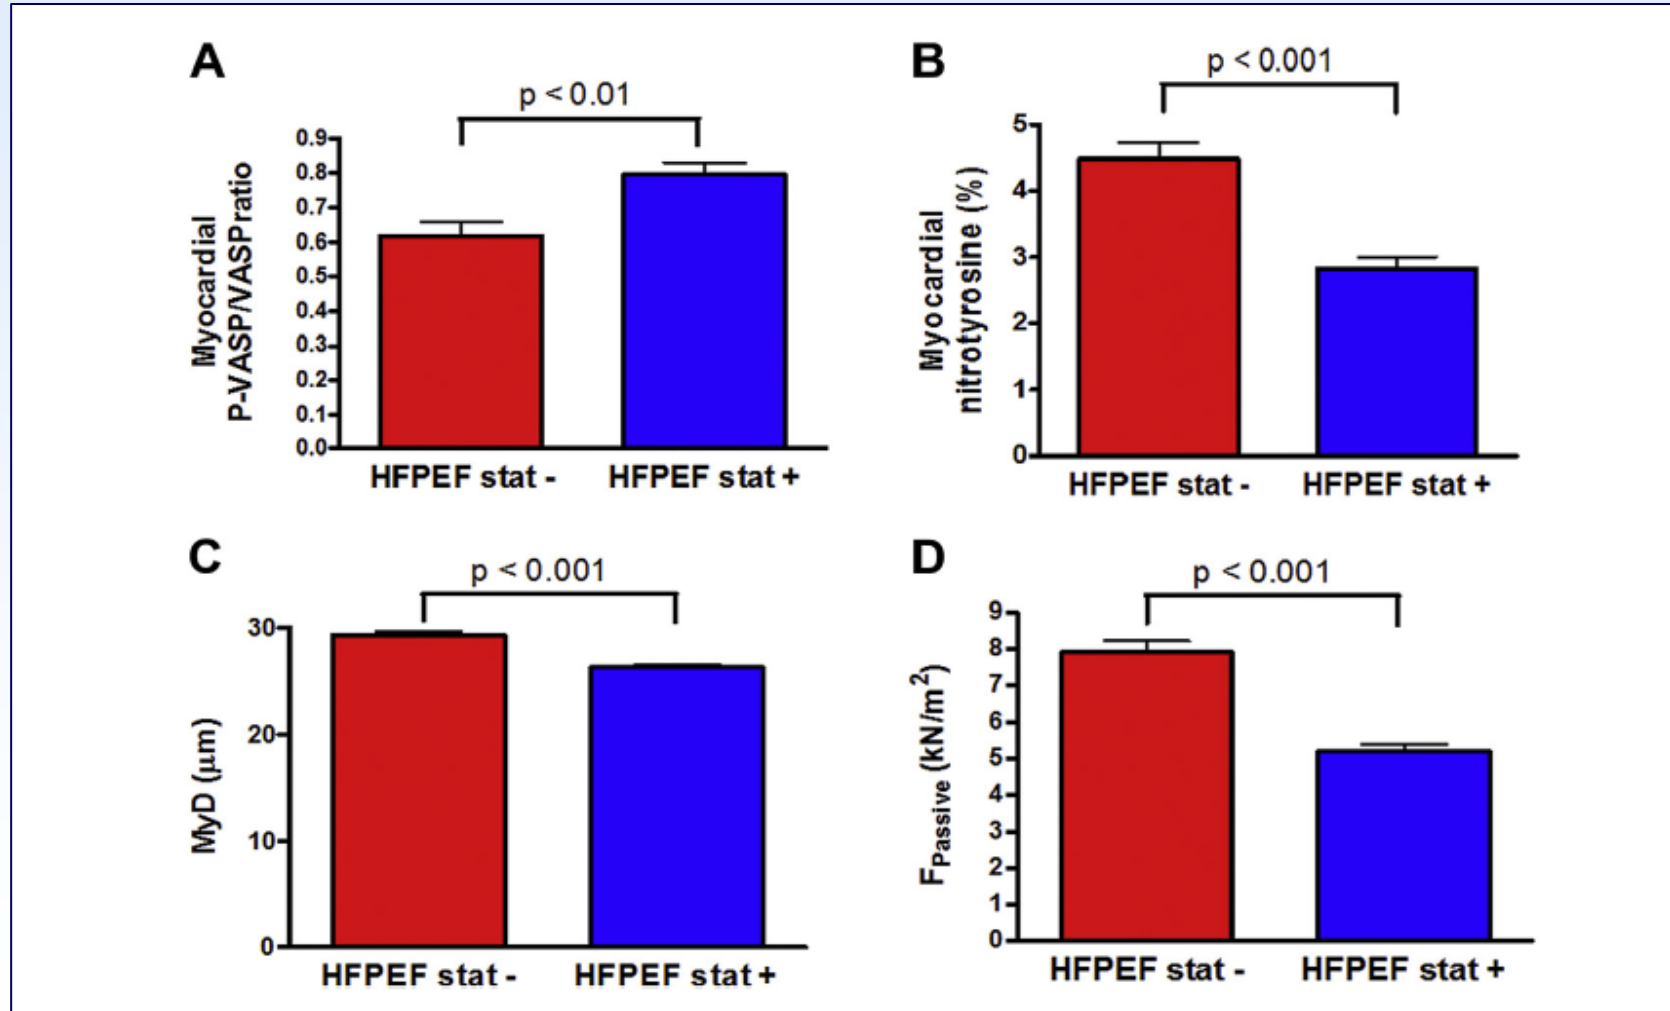 A
p < 0.01
Myocardial
P-VASP/VASP ratio
0.9
0.8
0.7
0.6
0.5
0.4
0.3
0.2
0.1
0.0
HFPEF stat - HFPEF stat +
B
p < 0.001
Myocardial
nitrotyrosine (%)
5
4
3
2
1
0
HFPEF stat - HFPEF stat +
C
p < 0.001
MyD (μm)
30
20
10
0
HFPEF stat - HFPEF stat +
D
p < 0.001
FPassive (kN/m²)
9
8
7
6
5
4
3
2
1
0
HFPEF stat - HFPEF stat +